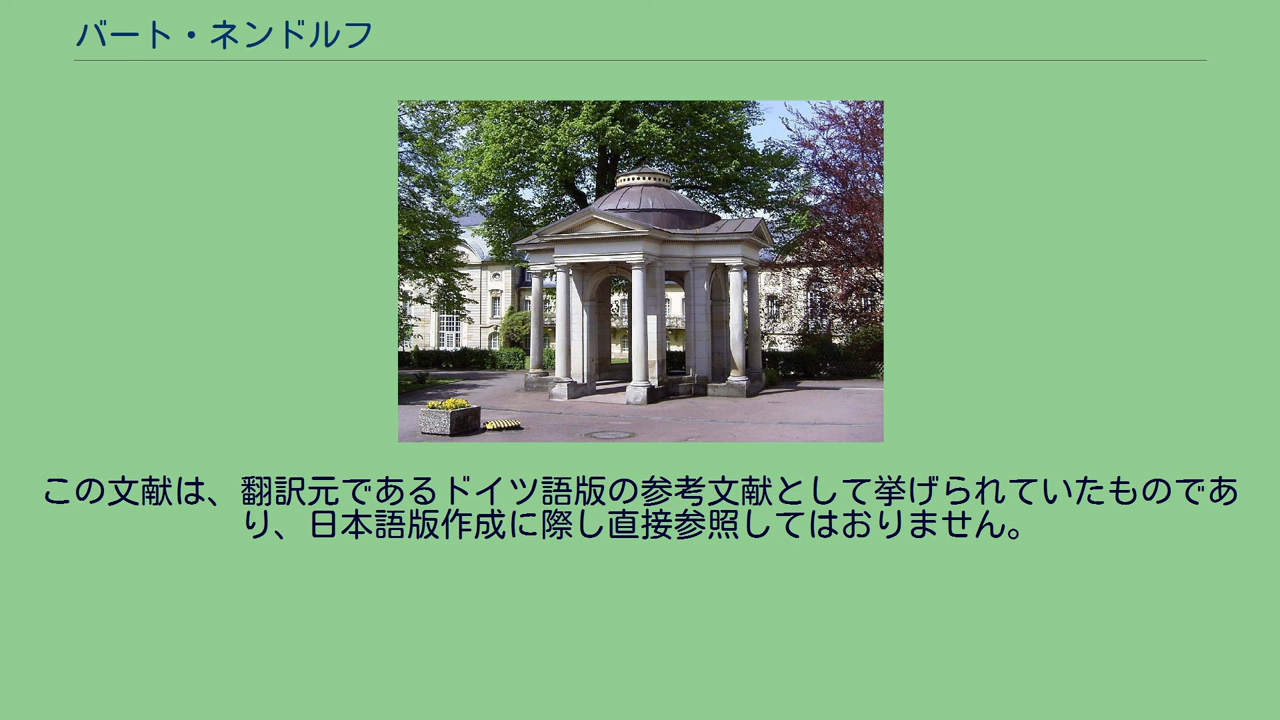 バート・ネンドルフ
この文献は、翻訳元であるドイツ語版の参考文献として挙げられていたものであ
り、日本語版作成に際し直接参照してはおりません。